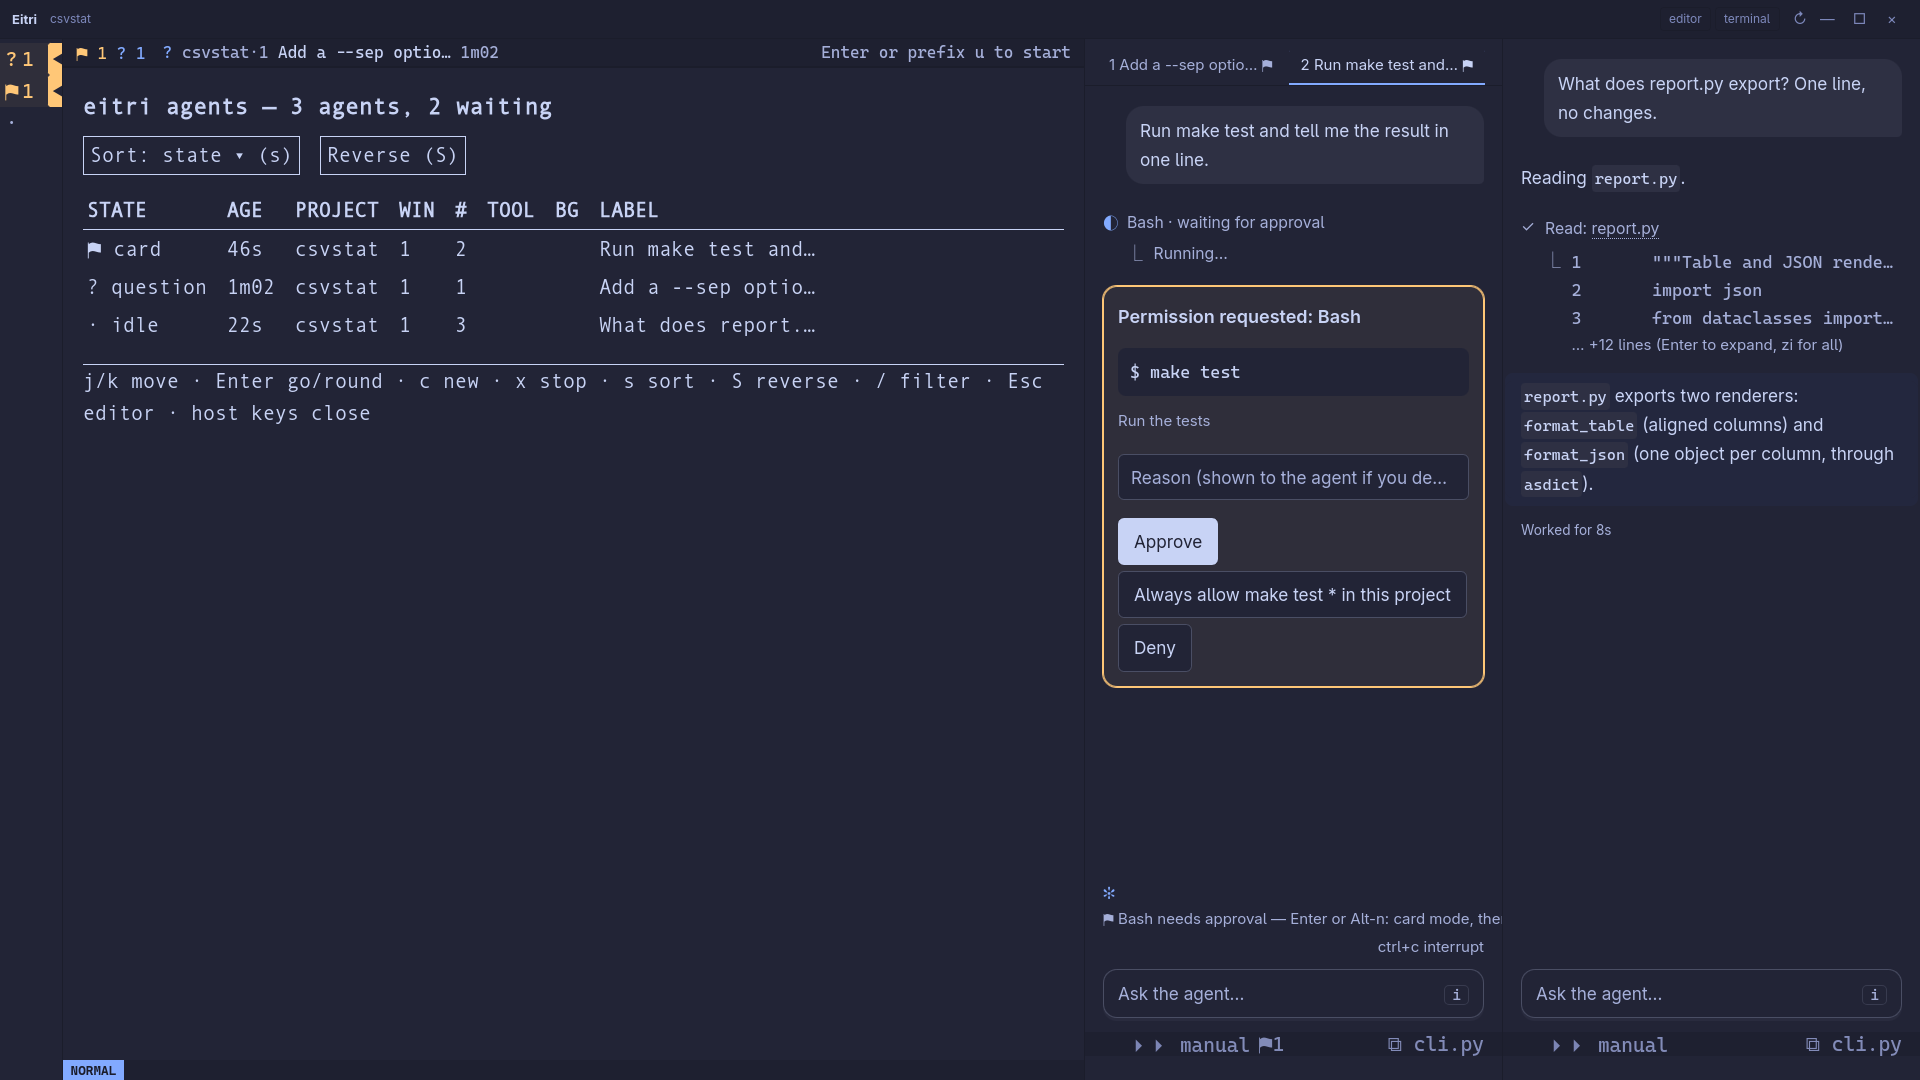 Eitri csvstat
editor terminal
?1
1
.
1 ? 1 ? csvstat·1 Add a --sep optio… 1m02
Enter or prefix u to start
eitri agents — 3 agents, 2 waiting
Sort: state ▾ (s) Reverse (S)
STATE AGE PROJECT WIN # TOOL BG LABEL
card 46s csvstat 1 2 Run make test and…
? question 1m02 csvstat 1 1 Add a --sep optio…
· idle 22s csvstat 1 3 What does report.…
j/k move · Enter go/round · c new · x stop · s sort · S reverse · / filter · Esc
editor · host keys close
NORMAL
1 Add a --sep optio… 2 Run make test and…
Run make test and tell me the result in
one line.
Bash · waiting for approval
Running…
Permission requested: Bash
$ make test
Run the tests
Reason (shown to the agent if you de…
Approve
Always allow make test * in this project
Deny
Bash needs approval — Enter or Alt-n: card mode, the
ctrl+c interrupt
Ask the agent… i
manual 1 cli.py
What does report.py export? One line,
no changes.
Reading report.py.
✓ Read: report.py
1 """Table and JSON rende…
2 import json
3 from dataclasses import…
… +12 lines (Enter to expand, zi for all)
report.py exports two renderers:
format_table (aligned columns) and
format_json (one object per column, through
asdict).
Worked for 8s
Ask the agent… i
manual cli.py